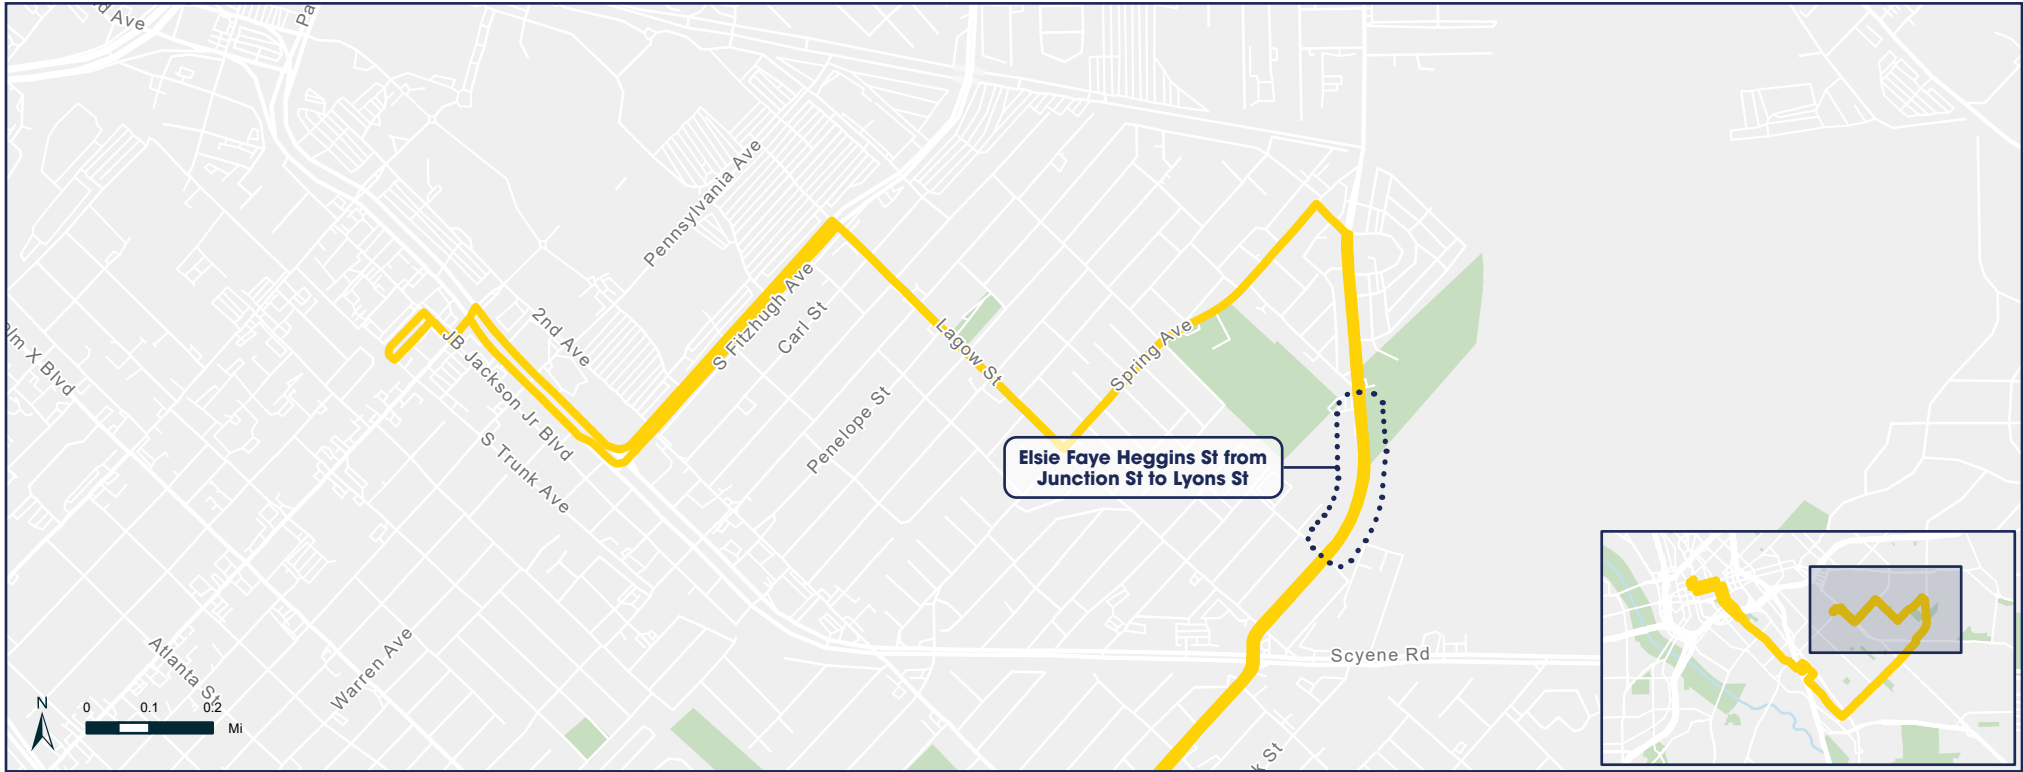 d Ave
Pa
Pennsylvania Ave
2nd Ave
S Fitzhugh Ave
Carl St
JB Jackson Jr Blvd
Lagow St
Spring Ave
olm X Blvd
Penelope St
S Trunk Ave
Elsie Faye Heggins St from
Junction St to Lyons St
Scyene Rd
Atlanta St
Warren Ave
k St
N
0 0.1 0.2
Mi